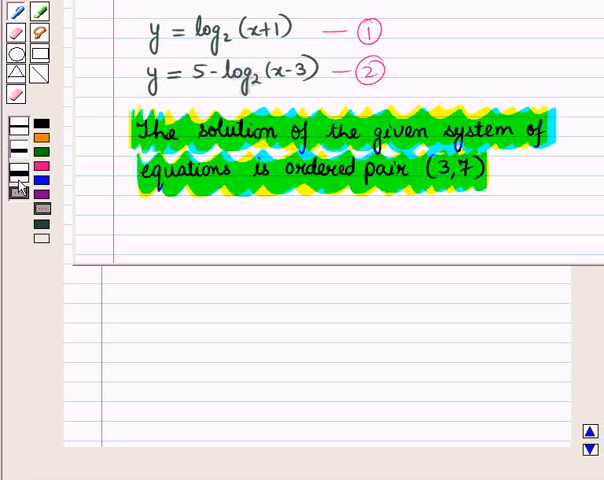 y = log₂ (x+1) — ①
y = 5 - log₂ (x-3) — ②
The solution of the given system of
equations is ordered pair (3,7)